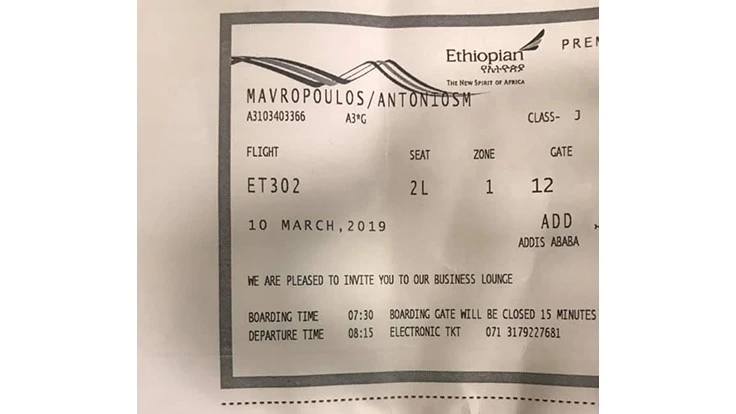 Ethiopian PREM
የኢትዮጵያ
THE NEW SPIRIT OF AFRICA
MAVROPOULOS/ANTONIOSM
A3103403366 A3*G CLASS- J
FLIGHT SEAT ZONE GATE
ET302 2L 1 12
10 MARCH,2019 ADD
ADDIS ABABA
WE ARE PLEASED TO INVITE YOU TO OUR BUSINESS LOUNGE
BOARDING TIME 07:30 BOARDING GATE WILL BE CLOSED 15 MINUTES
DEPARTURE TIME 08:15 ELECTRONIC TKT 071 3179227681